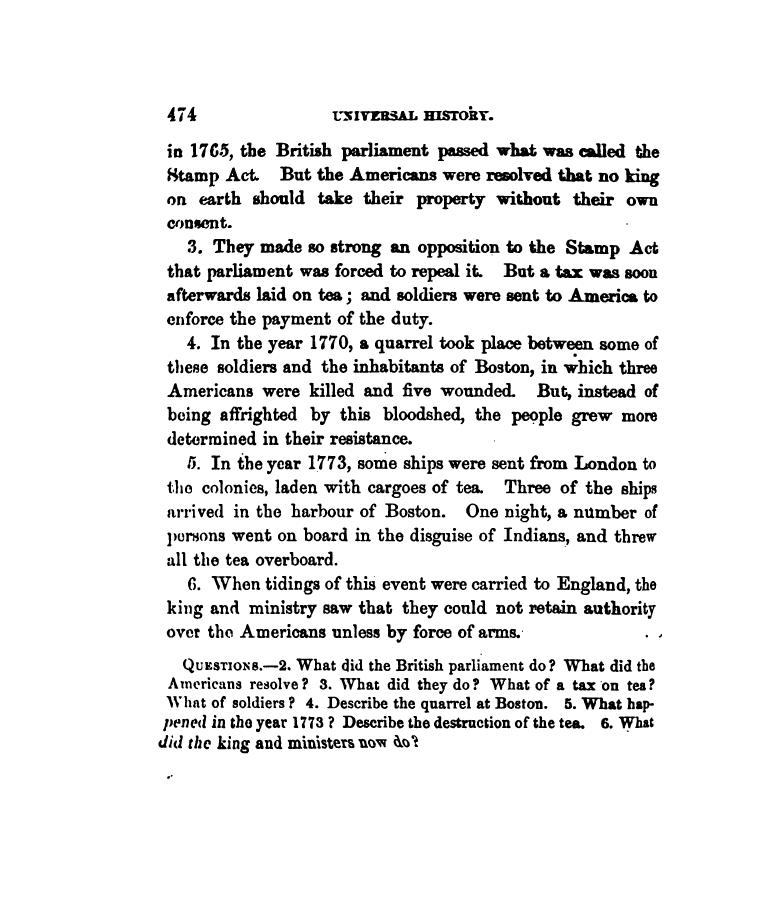 474 UNIVERSAL HISTORY.
in 1765, the British parliament passed what was called the
Stamp Act. But the Americans were resolved that no king
on earth should take their property without their own
consent.
3. They made so strong an opposition to the Stamp Act
that parliament was forced to repeal it. But a tax was soon
afterwards laid on tea; and soldiers were sent to America to
enforce the payment of the duty.
4. In the year 1770, a quarrel took place between some of
these soldiers and the inhabitants of Boston, in which three
Americans were killed and five wounded. But, instead of
being affrighted by this bloodshed, the people grew more
determined in their resistance.
5. In the year 1773, some ships were sent from London to
the colonies, laden with cargoes of tea. Three of the ships
arrived in the harbour of Boston. One night, a number of
persons went on board in the disguise of Indians, and threw
all the tea overboard.
6. When tidings of this event were carried to England, the
king and ministry saw that they could not retain authority
over the Americans unless by force of arms.
QUESTIONS.—2. What did the British parliament do? What did the
Americans resolve? 3. What did they do? What of a tax on tea?
What of soldiers? 4. Describe the quarrel at Boston. 5. What hap-
pened in the year 1773? Describe the destruction of the tea. 6. What
did the king and ministers now do?